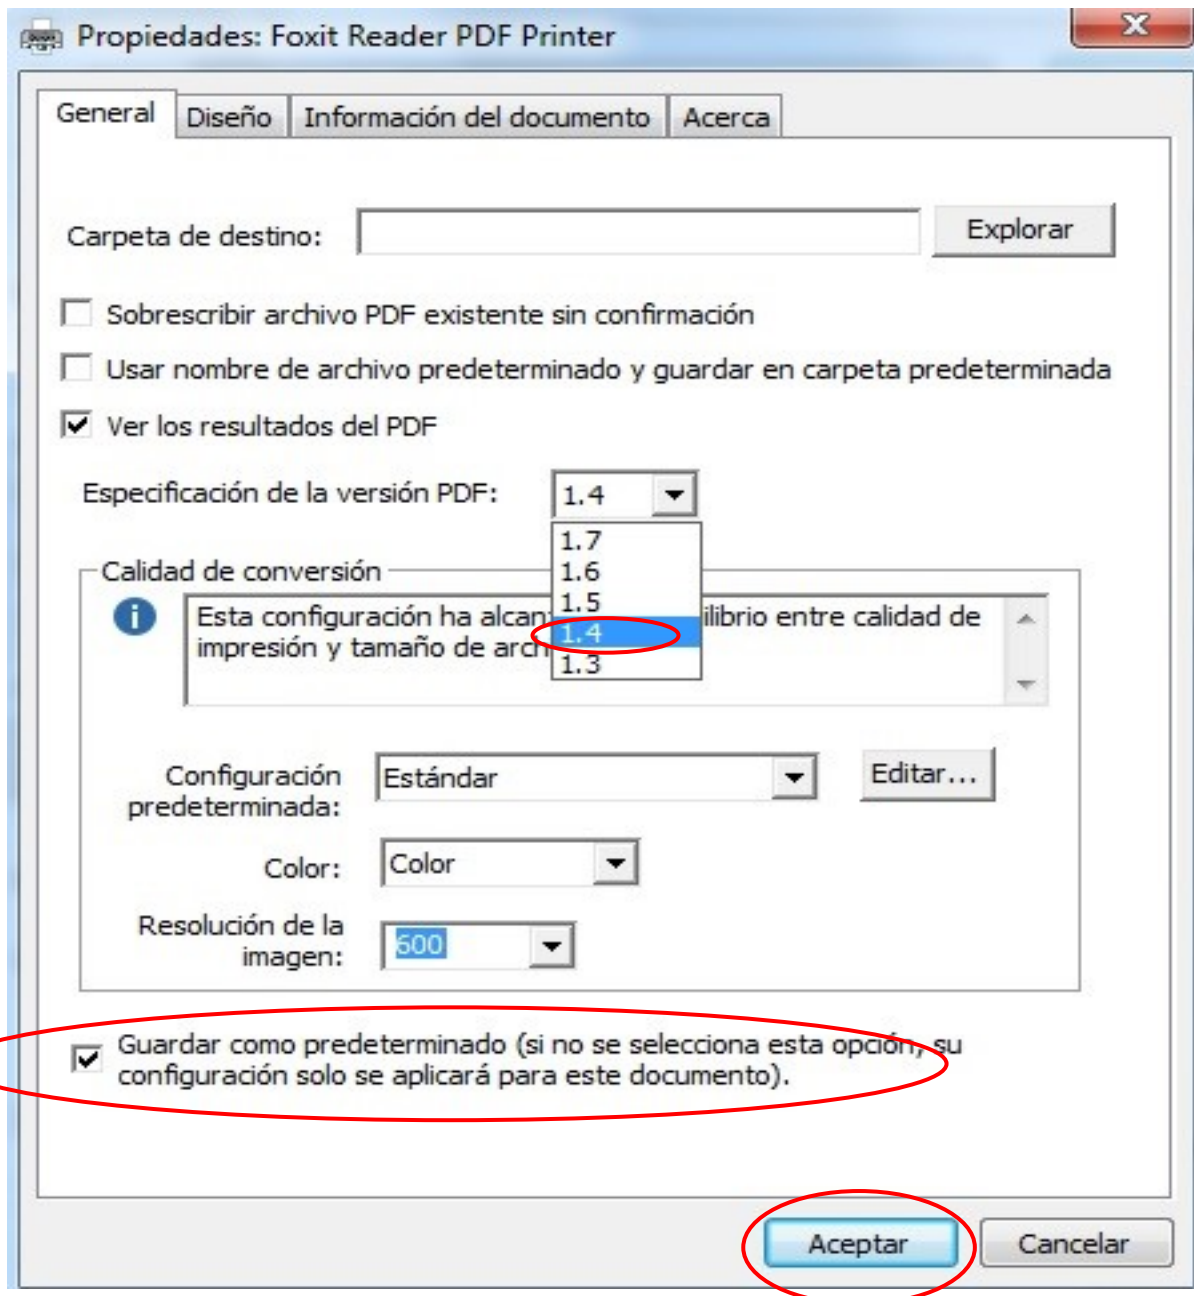 Propiedades: Foxit Reader PDF Printer
X
General Diseño Información del documento Acerca
Carpeta de destino: Explorar
Sobrescribir archivo PDF existente sin confirmación
Usar nombre de archivo predeterminado y guardar en carpeta predeterminada
Ver los resultados del PDF
Especificación de la versión PDF: 1.4
1.7
1.6
1.5
1.4
1.3
Calidad de conversión
i
Esta configuración ha ilibrio entre calidad de
impresión y tamaño de
Configuración
predeterminada:
Estándar
Editar...
Color: Color
Resolución de la
imagen:
600
Guardar como predeterminado (si no se selecciona esta opción, su
configuración solo se aplicará para este documento).
Aceptar Cancelar